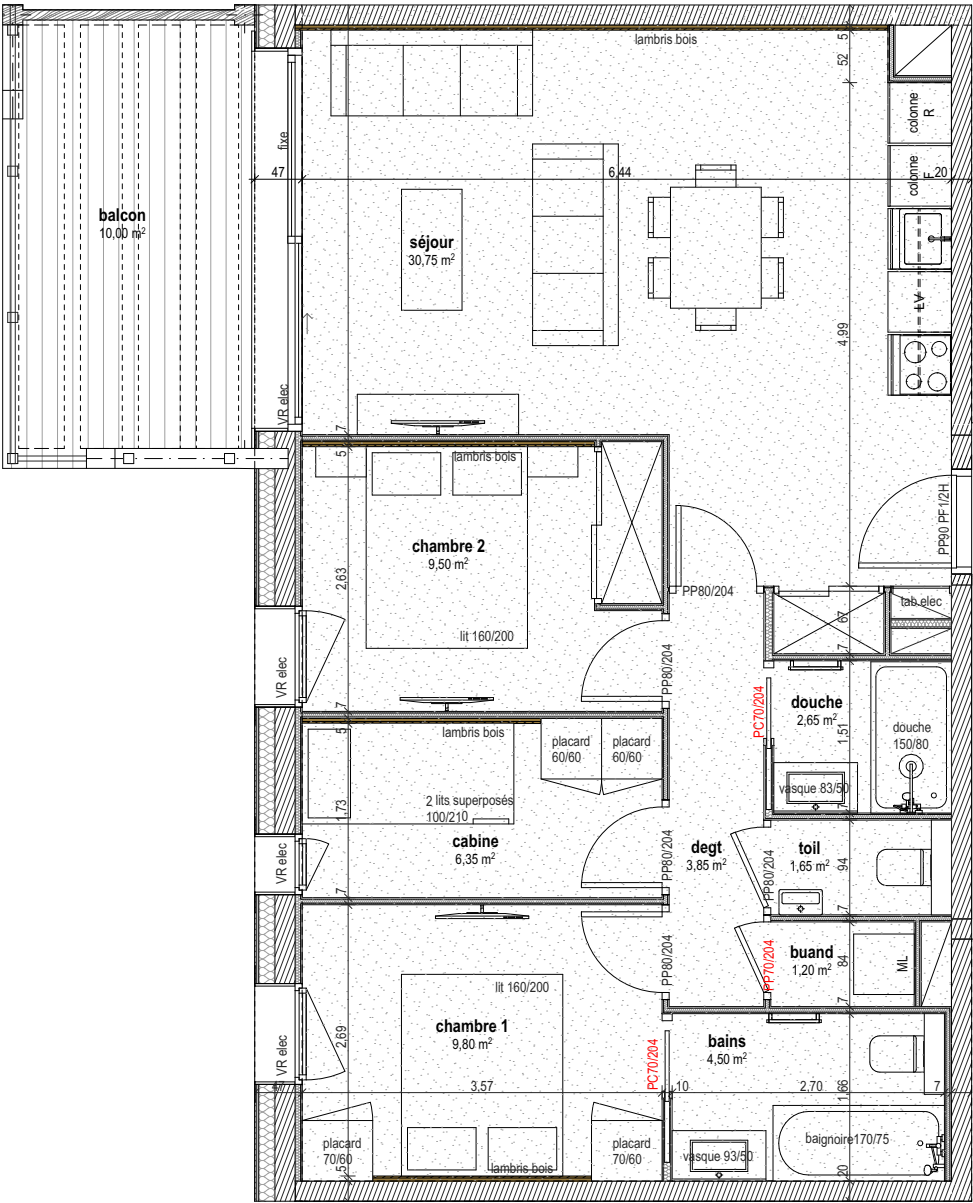 lambris bois
5
52
colonne
R
colonne
F
fixe
47
6,44
20
balcon
10,00 m²
séjour
30,75 m²
LV
4,99
VR elec
7
5
lambris bois
chambre 2
9,50 m²
2,63
PP90 PF1/2H
PP80/204
tab elec
67
7
lit 160/200
PP80/204
VR elec
PC70/204
douche
2,65 m²
1,51
douche
150/80
7
5
lambris bois
placard
60/60
placard
60/60
vasque 83/50
7
1,73
2 lits superposés
100/210
cabine
6,35 m²
VR elec
PP80/204
degt
3,85 m²
PP80/204
toil
1,65 m²
94
7
7
PP80/204
PP70/204
buand
1,20 m²
84
ML
7
lit 160/200
chambre 1
9,80 m²
2,69
VR elec
PC70/204
bains
4,50 m²
47
3,57
10
2,70
1,66
7
placard
70/60
placard
70/60
baignoire170/75
vasque 93/50
5
lambris bois
20